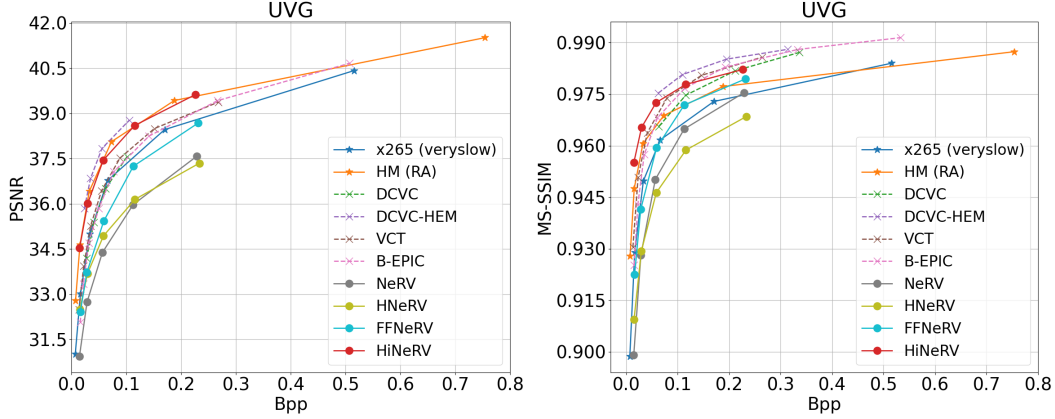 UVG
42.0
40.5
39.0
37.5
36.0
34.5
33.0
31.5
PSNR
0.0 0.1 0.2 0.3 0.4 0.5 0.6 0.7 0.8
Bpp
x265 (veryslow)
HM (RA)
DCVC
DCVC-HEM
VCT
B-EPIC
NeRV
HNeRV
FFNeRV
HiNeRV
UVG
0.990
0.975
0.960
0.945
0.930
0.915
0.900
MS-SSIM
0.0 0.1 0.2 0.3 0.4 0.5 0.6 0.7 0.8
Bpp
x265 (veryslow)
HM (RA)
DCVC
DCVC-HEM
VCT
B-EPIC
NeRV
HNeRV
FFNeRV
HiNeRV